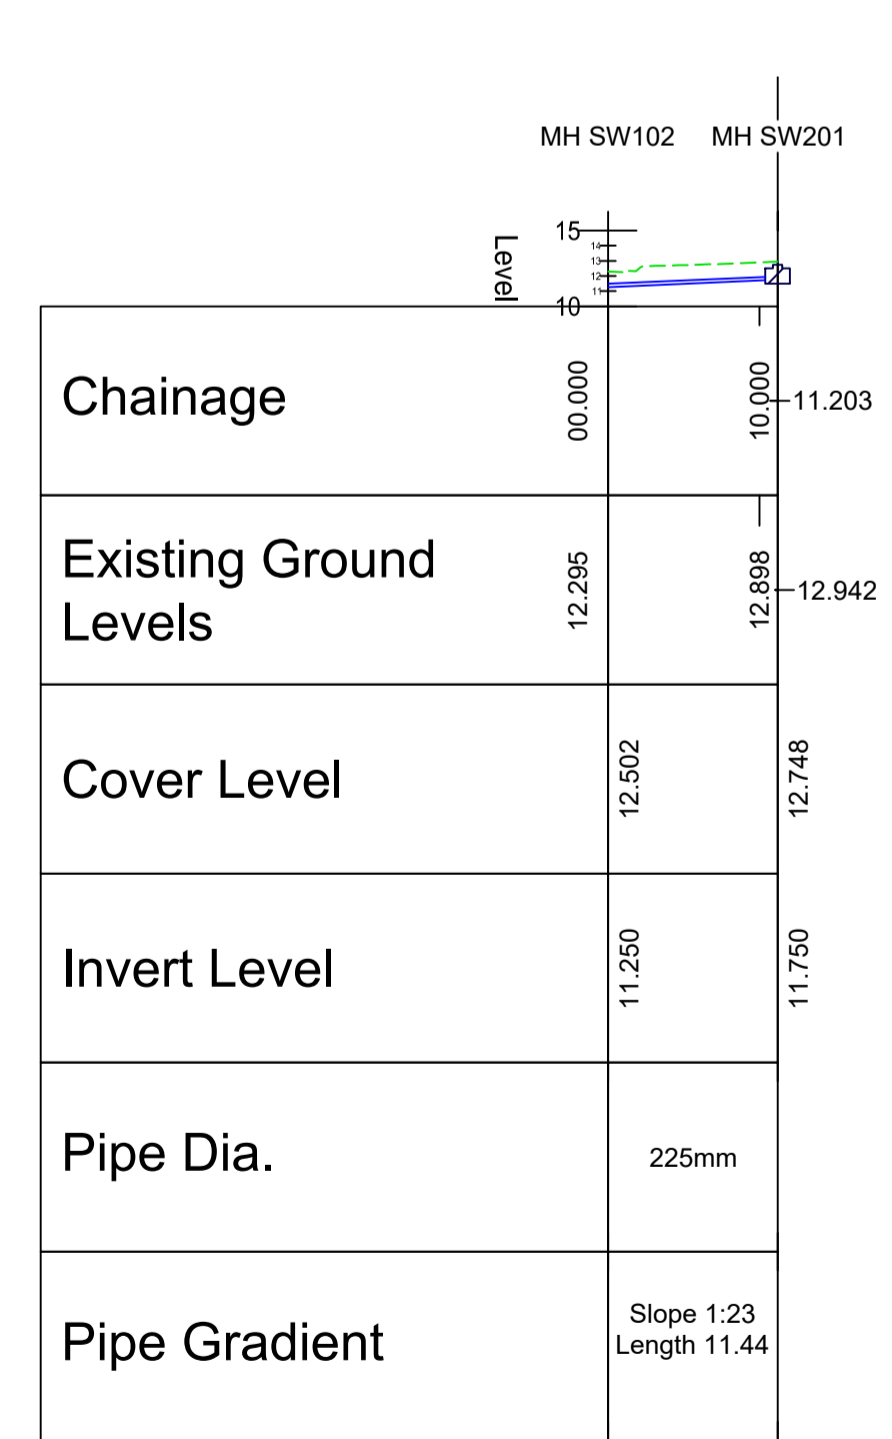 MH SW102 MH SW201
Level
15
14
13
12
11
10
Chainage 00.000 10.000 11.203
Existing Ground
Levels
12.295 12.898 12.942
Cover Level 12.502 12.748
Invert Level 11.250 11.750
Pipe Dia. 225mm
Pipe Gradient
Slope 1:23
Length 11.44